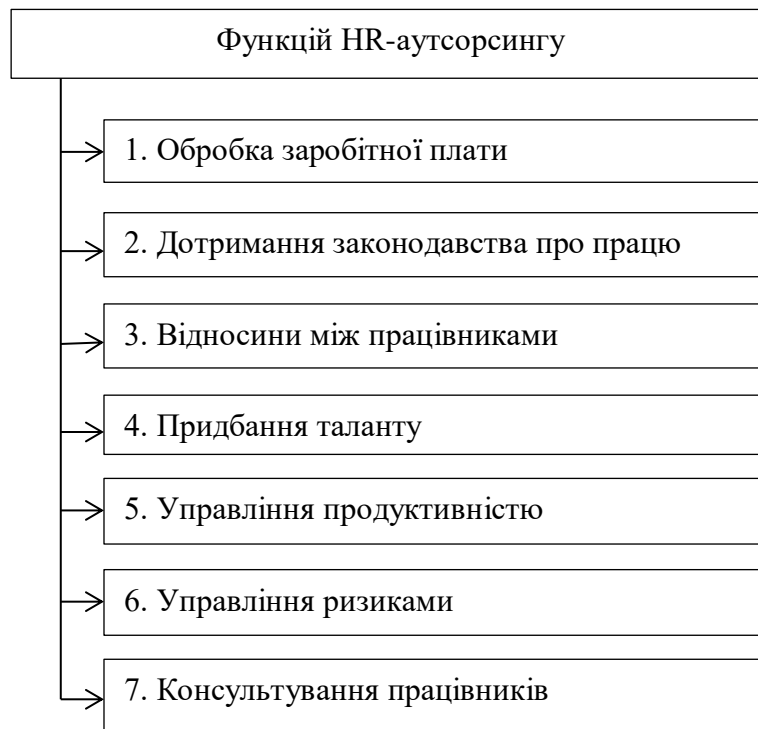 Функцій HR-аутсорсингу
1. Обробка заробітної плати
2. Дотримання законодавства про працю
3. Відносини між працівниками
4. Придбання таланту
5. Управління продуктивністю
6. Управління ризиками
7. Консультування працівників